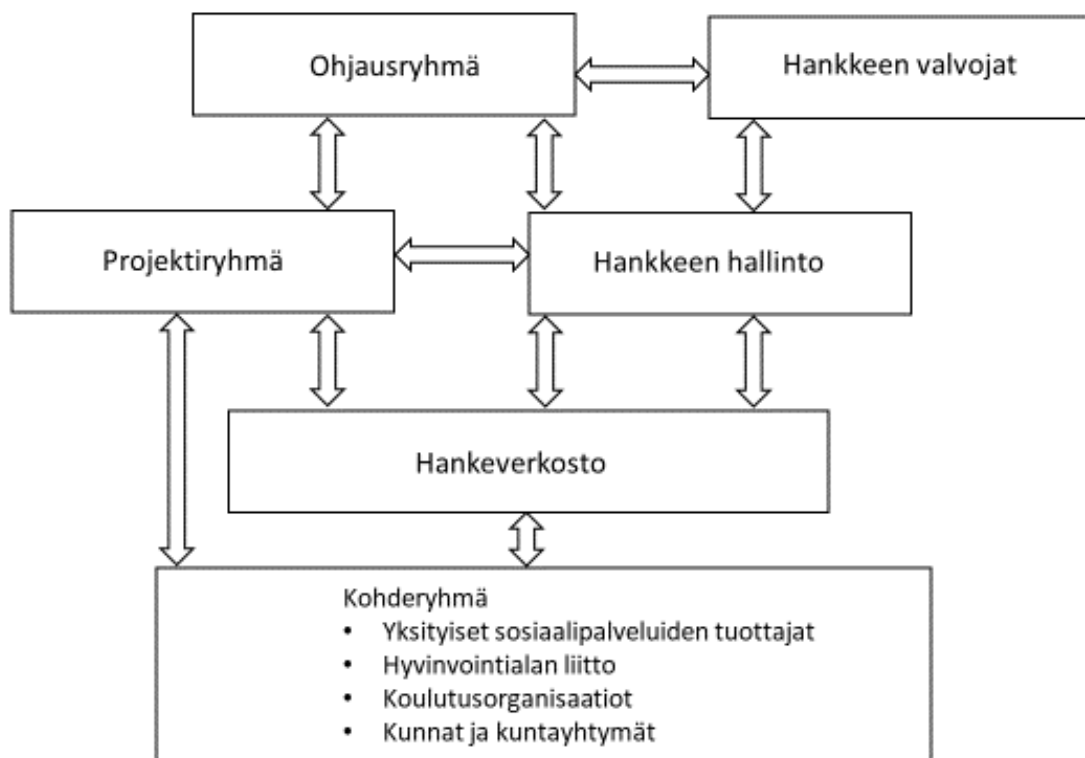 Ohjausryhmä
Hankkeen valvojat
Projektiryhmä
Hankkeen hallinto
Hankeverkosto
Kohderyhmä
• Yksityiset sosiaalipalveluiden tuottajat
• Hyvinvointialan liitto
• Koulutusorganisaatiot
• Kunnat ja kuntayhtymät